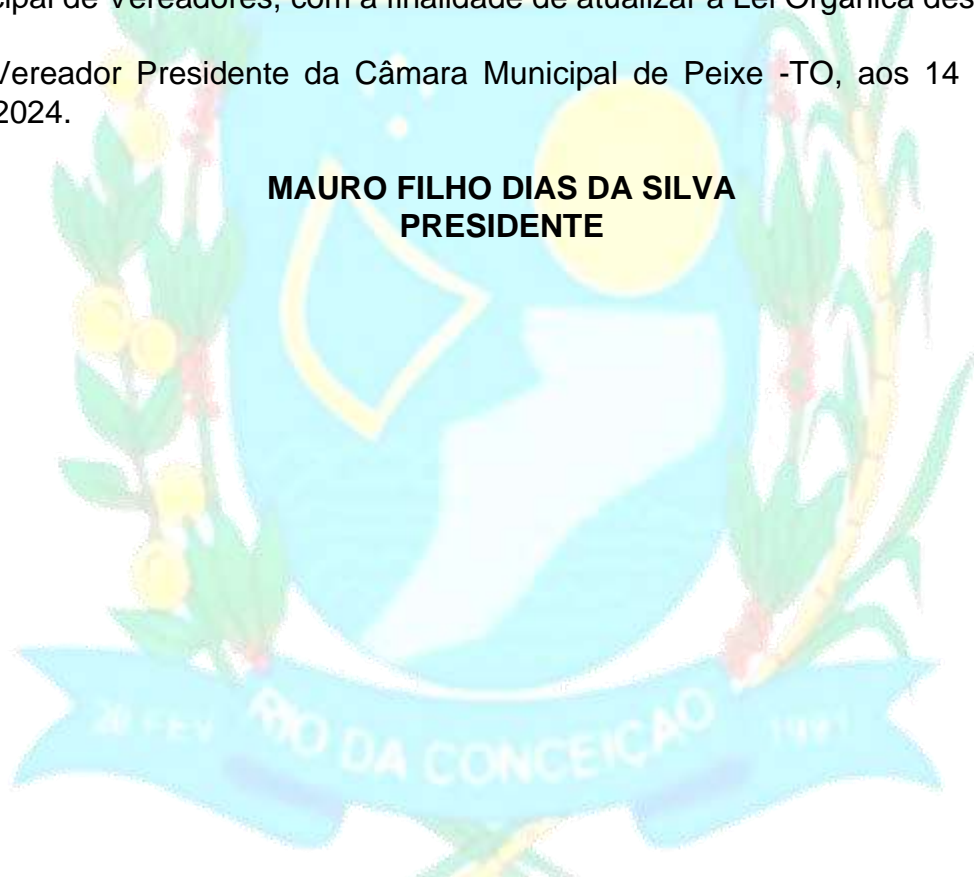 cipal de Vereadores, com a finalidade de atualizar a Lei Orgânica des
Vereador Presidente da Câmara Municipal de Peixe -TO, aos 14
2024.
MAURO FILHO DIAS DA SILVA
PRESIDENTE
RIO DA CONCEIÇÃO